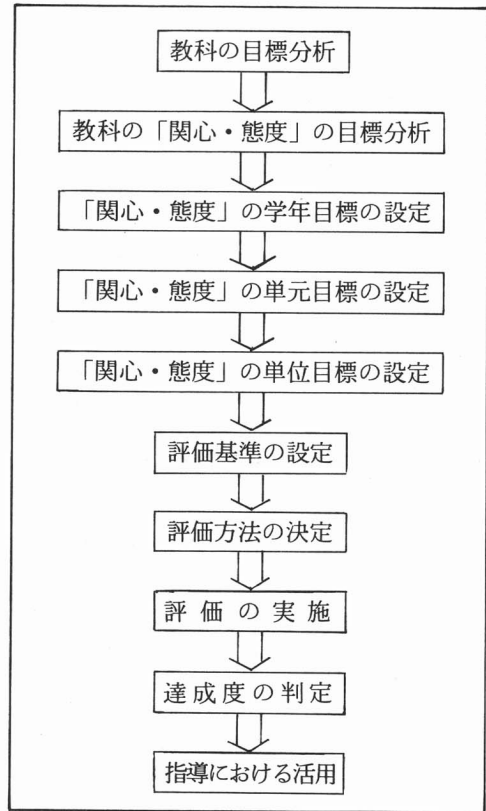 教科の目標分析
教科の「関心・態度」の目標分析
「関心・態度」の学年目標の設定
「関心・態度」の単元目標の設定
「関心・態度」の単位目標の設定
評価基準の設定
評価方法の決定
評価の実施
達成度の判定
指導における活用